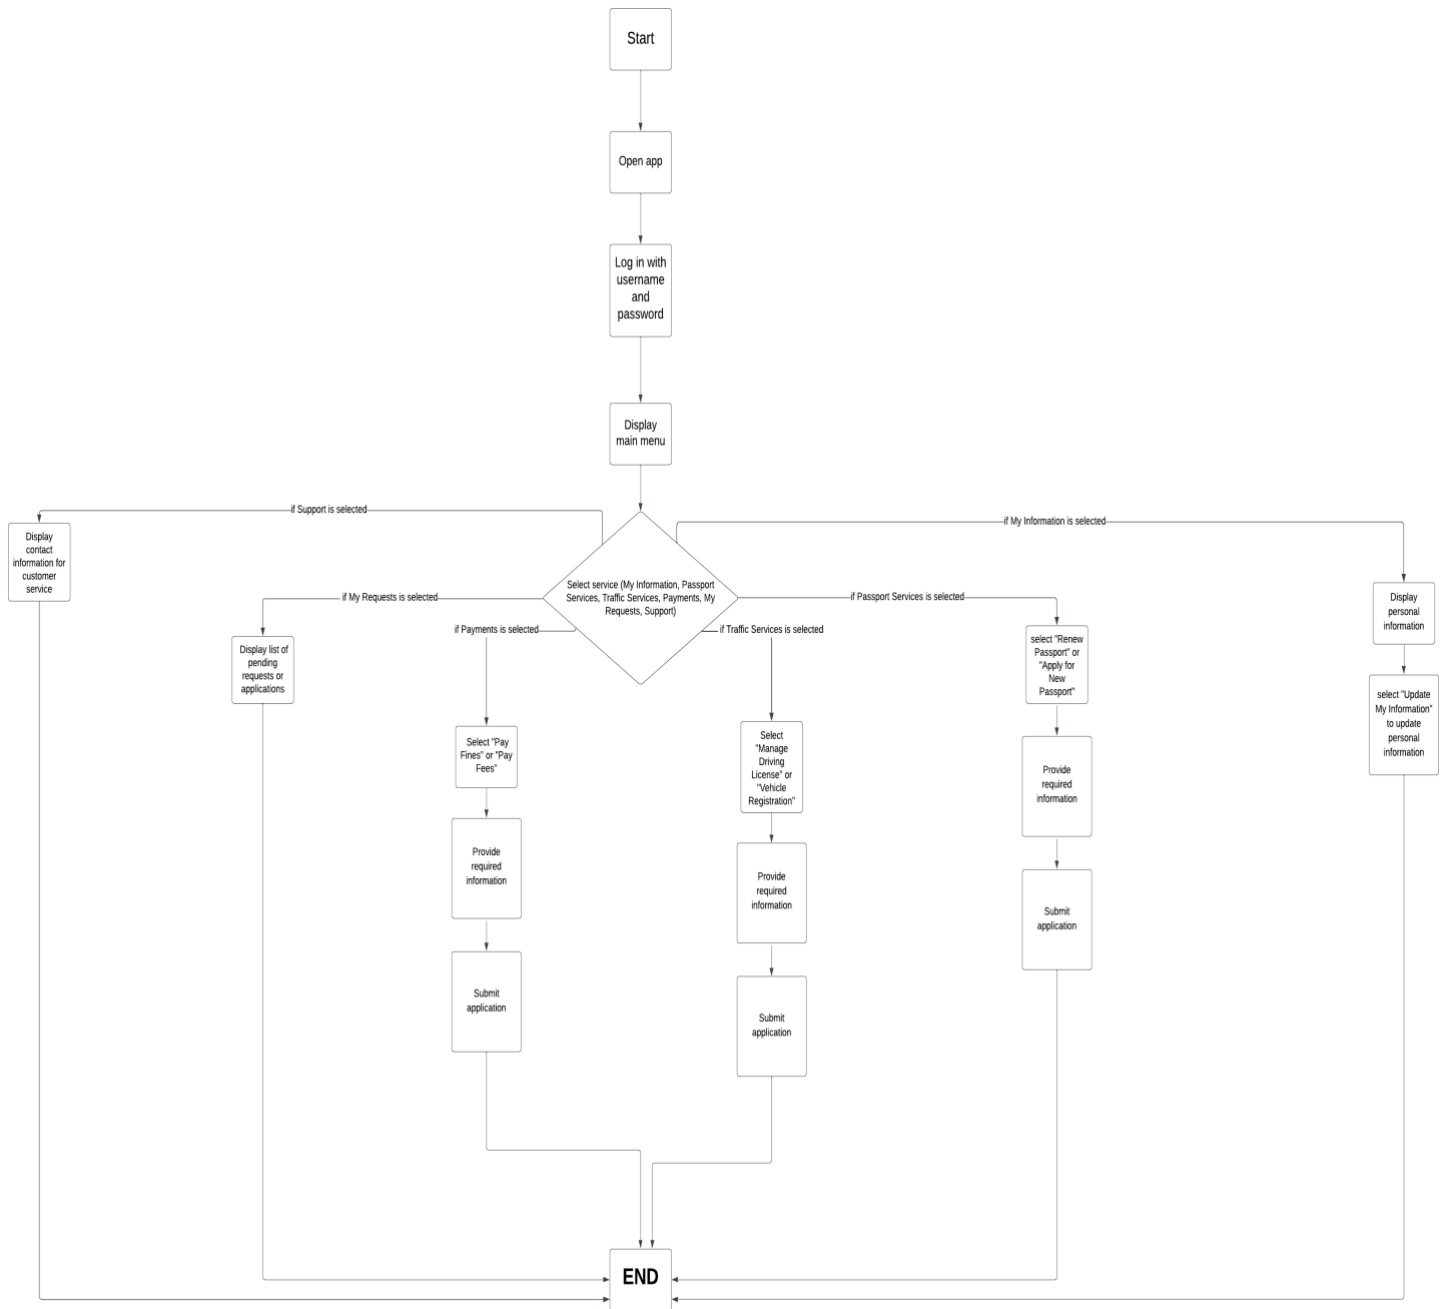 Start
Open app
Log in with
username
and
password
Display
main menu
if Support is selected
if My Information is selected
Display
contact
information for
customer
service
Select service (My Information, Passport
Services, Traffic Services, Payments, My
Requests, Support)
if My Requests is selected
if Passport Services is selected
if Payments is selected
if Traffic Services is selected
Display
personal
information
Display list of
pending
requests or
applications
select "Renew
Passport" or
"Apply for
New
Passport"
select "Update
My Information"
to update
personal
information
Select "Pay
Fines" or "Pay
Fees"
Select
"Manage
Driving
License" or
"Vehicle
Registration"
Provide
required
information
Provide
required
information
Provide
required
information
Submit
application
Submit
application
Submit
application
END